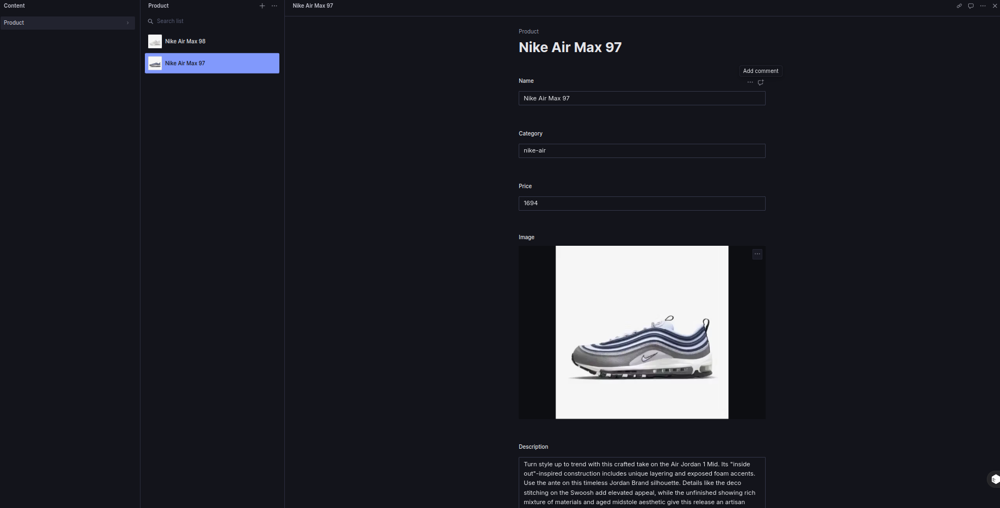 Content
Product
Product
Search list
Nike Air Max 98
Nike Air Max 97
Nike Air Max 97
Product
Nike Air Max 97
Add comment
Name
Nike Air Max 97
Category
nike-air
Price
1694
Image
Description
Turn style up to trend with this crafted take on the Air Jordan 1 Mid. Its "inside
out"-inspired construction includes unique layering and exposed foam accents.
Use the ante on this timeless Jordan Brand silhouette. Details like the deco
stitching on the Swoosh add elevated appeal, while the unfinished showing rich
mixture of materials and aged midstole aesthetic give this release an artisan